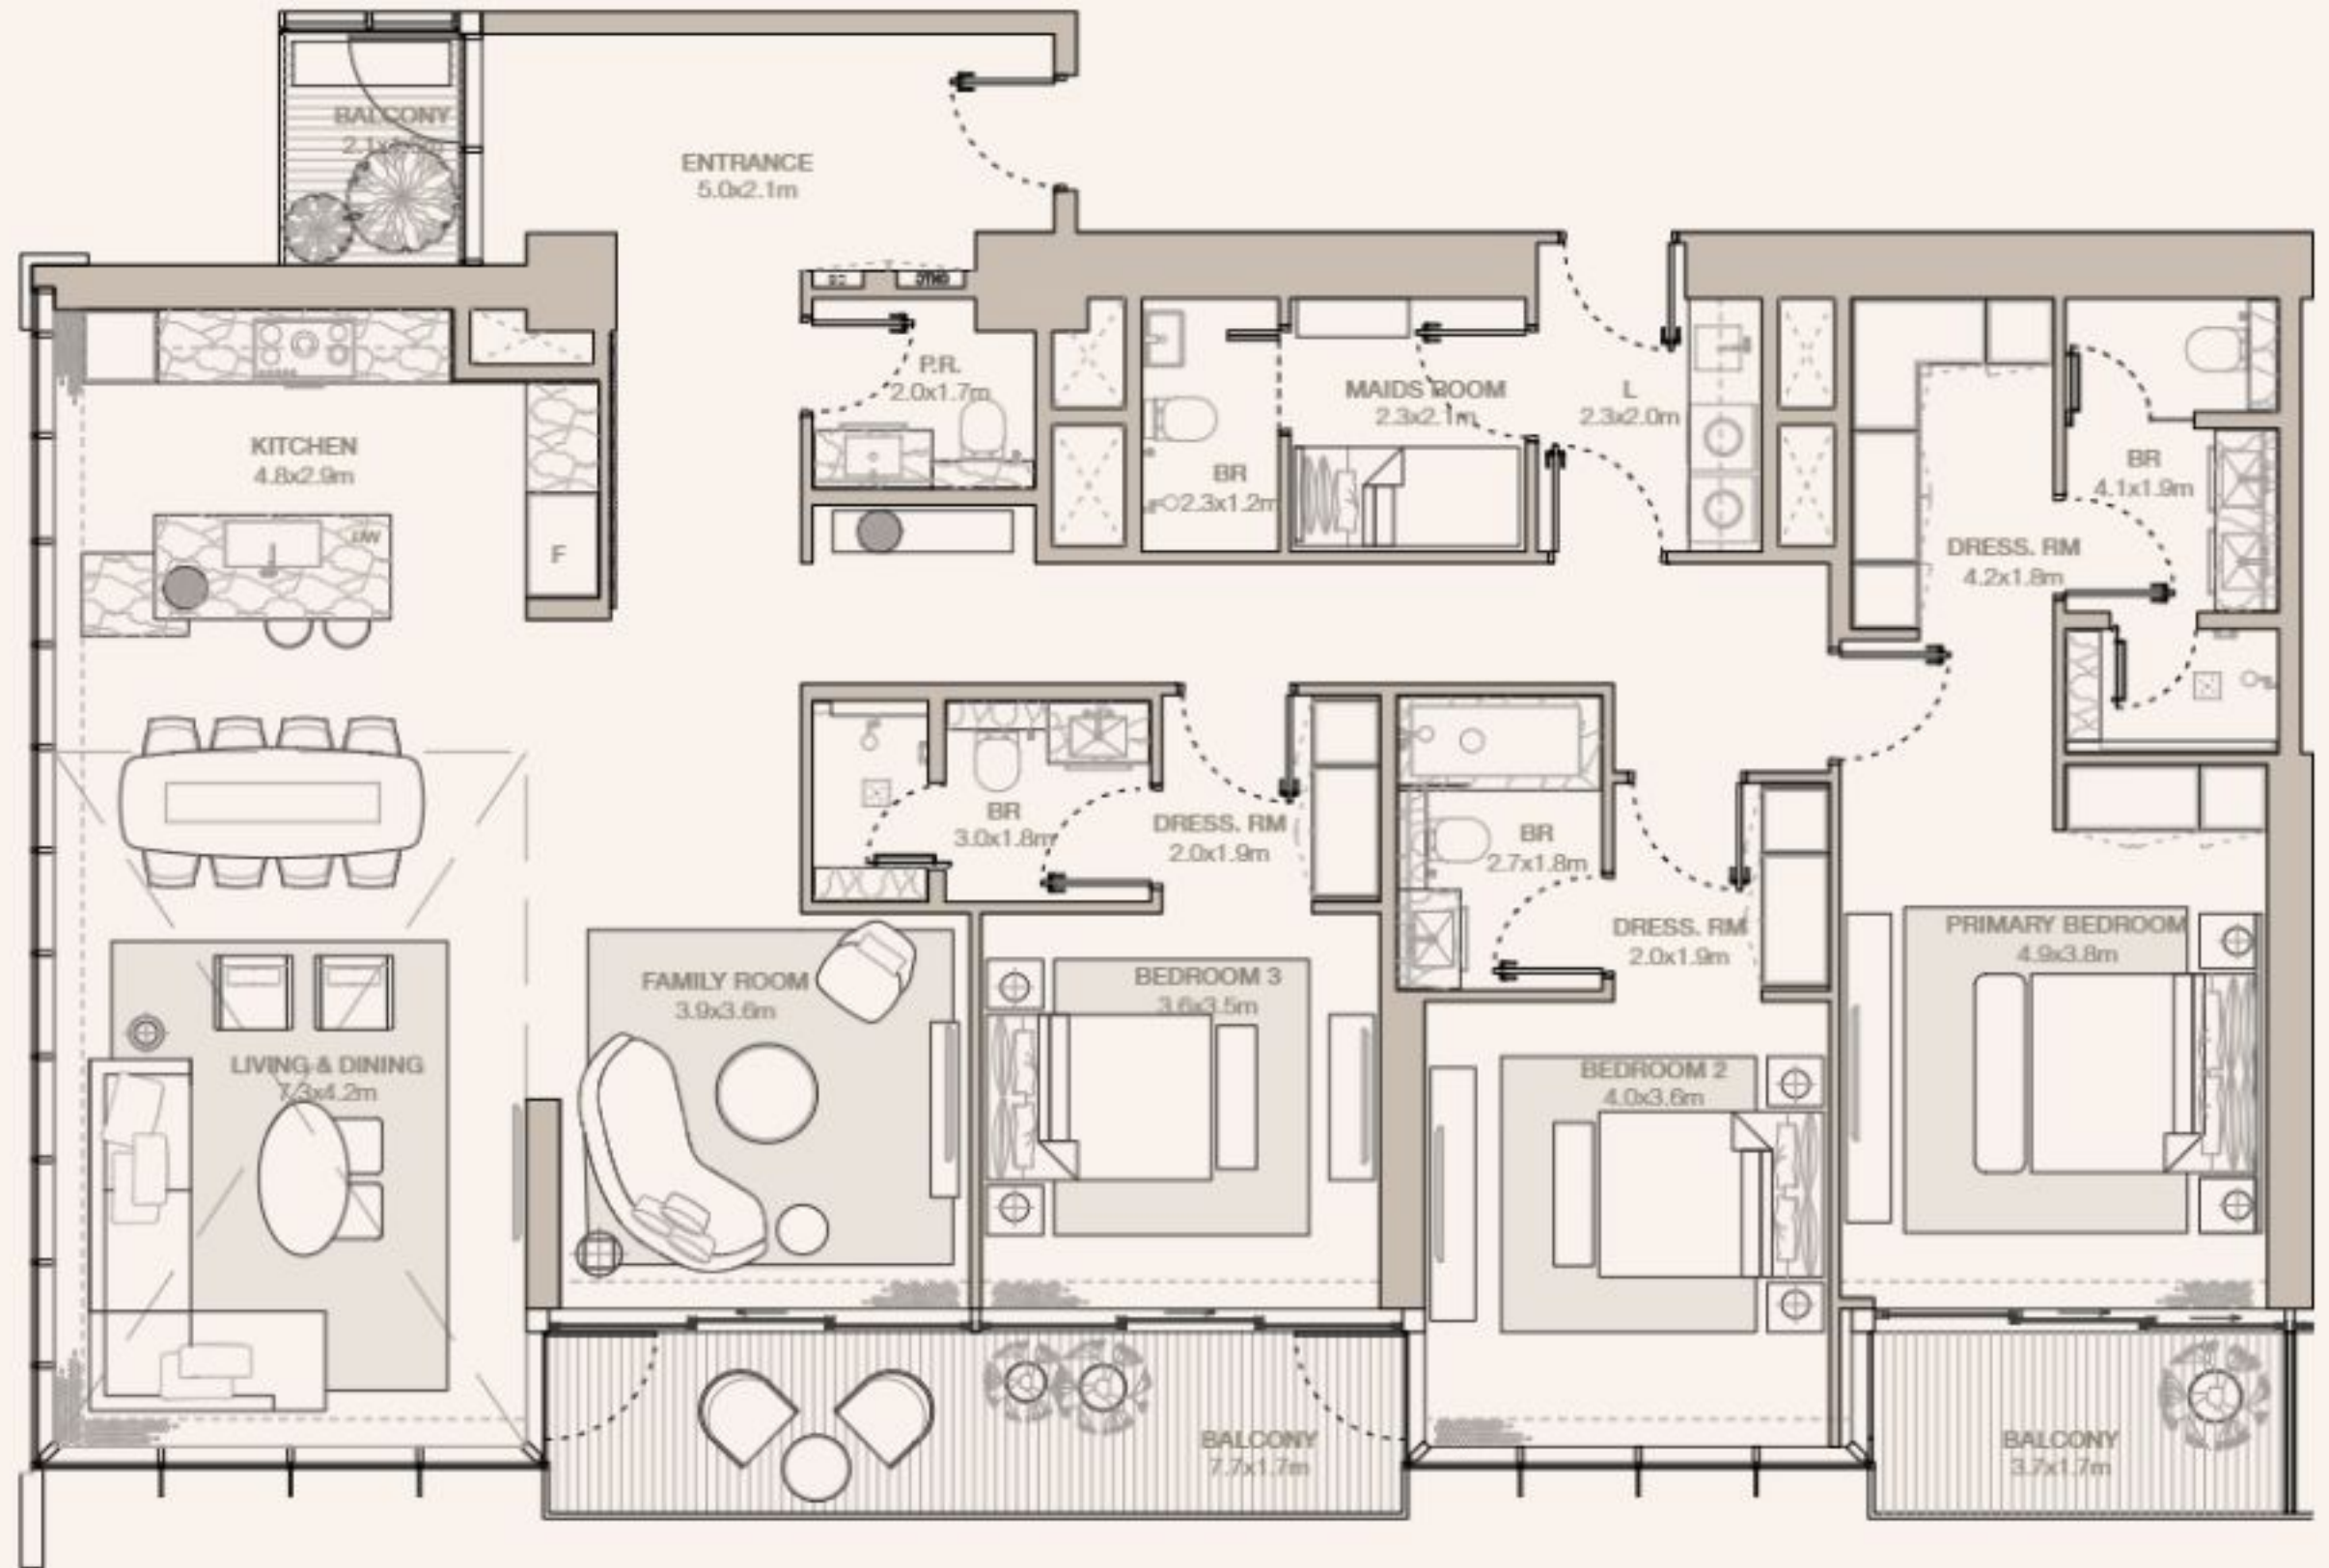 BALCONY
ENTRANCE
5.0x2.1m
P.R.
2.0x1.7m
MAIDS ROOM
2.3x2.1m
L
2.3x2.0m
KITCHEN
4.8x2.9m
BR
2.3x1.2m
BR
4.1x1.9m
DW
F
DRESS. RM
4.2x1.8m
BR
3.0x1.8m
DRESS. RM
2.0x1.9m
BR
2.7x1.8m
DRESS. RM
2.0x1.9m
PRIMARY BEDROOM
4.9x3.8m
FAMILY ROOM
3.9x3.6m
BEDROOM 3
3.6x3.5m
LIVING & DINING
7.3x4.2m
BEDROOM 2
4.0x3.6m
BALCONY
7.7x1.7m
BALCONY
3.7x1.7m